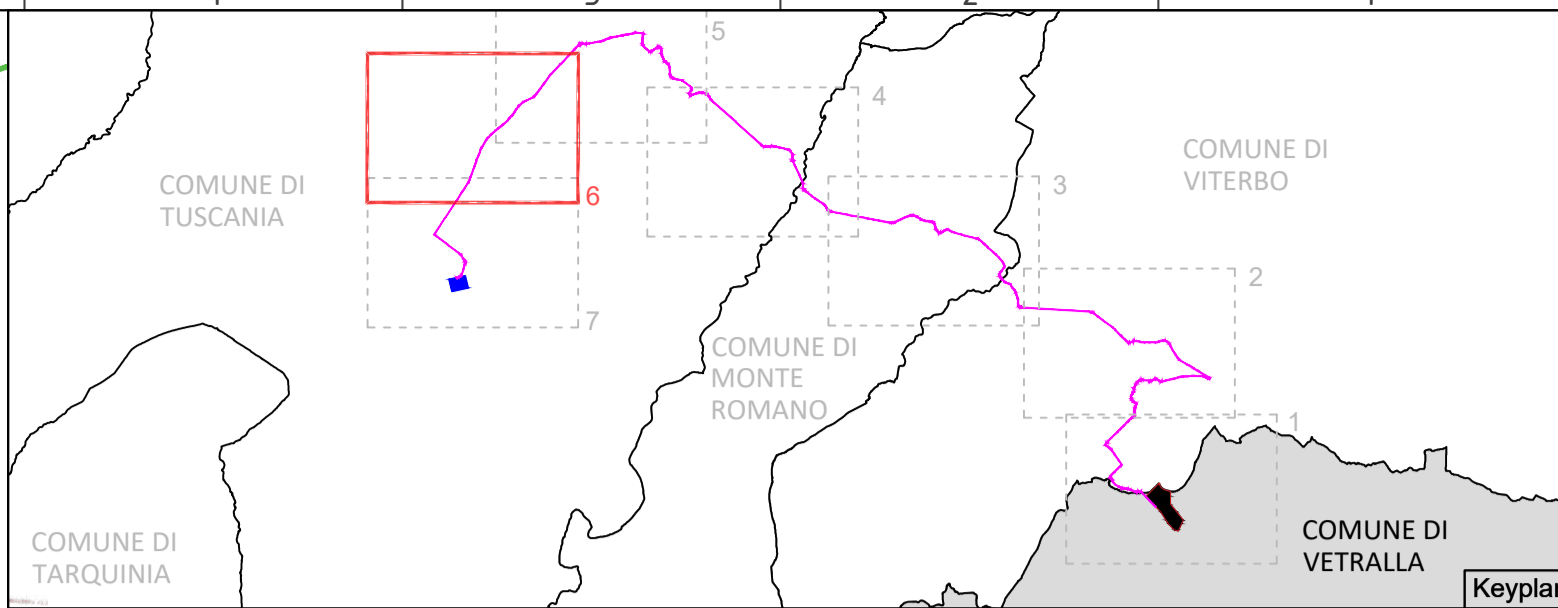 5
4
COMUNE DI
VITERBO
3
COMUNE DI
TUSCANIA
6
2
7
COMUNE DI
MONTE
ROMANO
1
COMUNE DI
VETRALLA
COMUNE DI
TARQUINIA